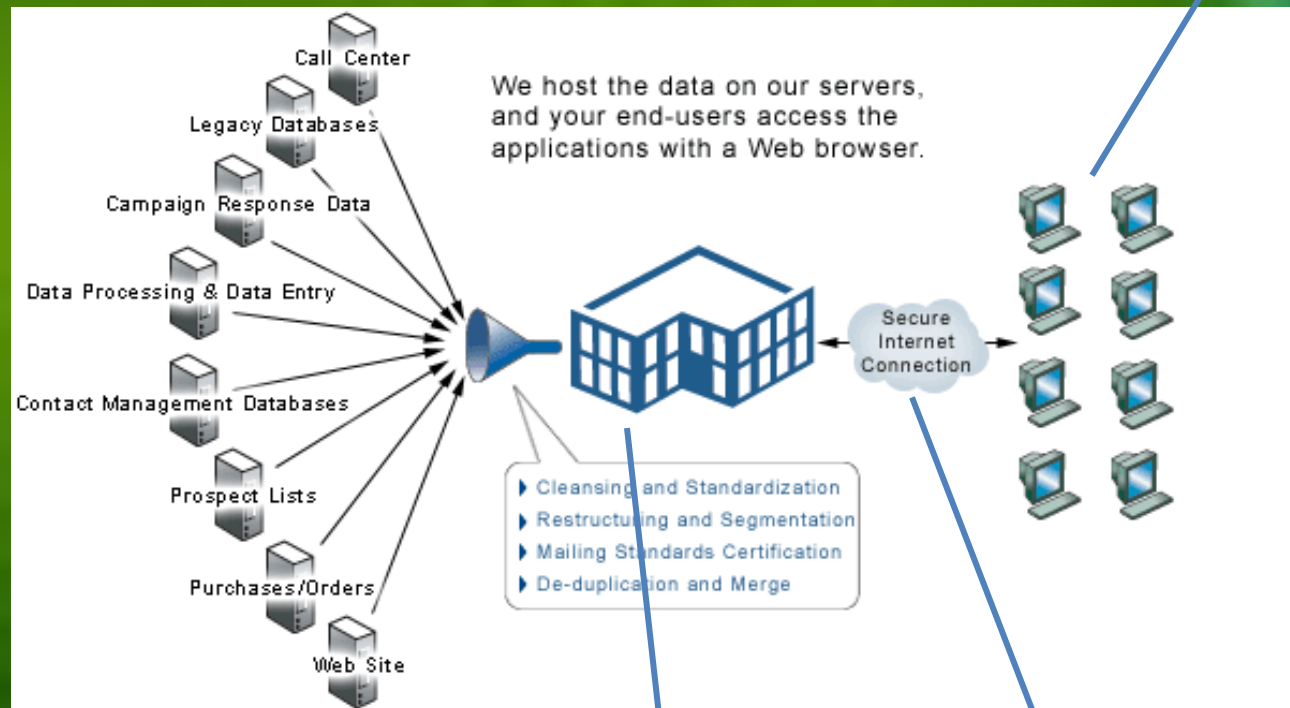 Call Center
Legacy Databases
Campaign Response Data
Data Processing & Data Entry
Contact Management Databases
Prospect Lists
Purchases/Orders
Web Site
We host the data on our servers,
and your end-users access the
applications with a Web browser.
Secure
Internet
Connection
Cleansing and Standardization
Restructuring and Segmentation
Mailing Standards Certification
De-duplication and Merge